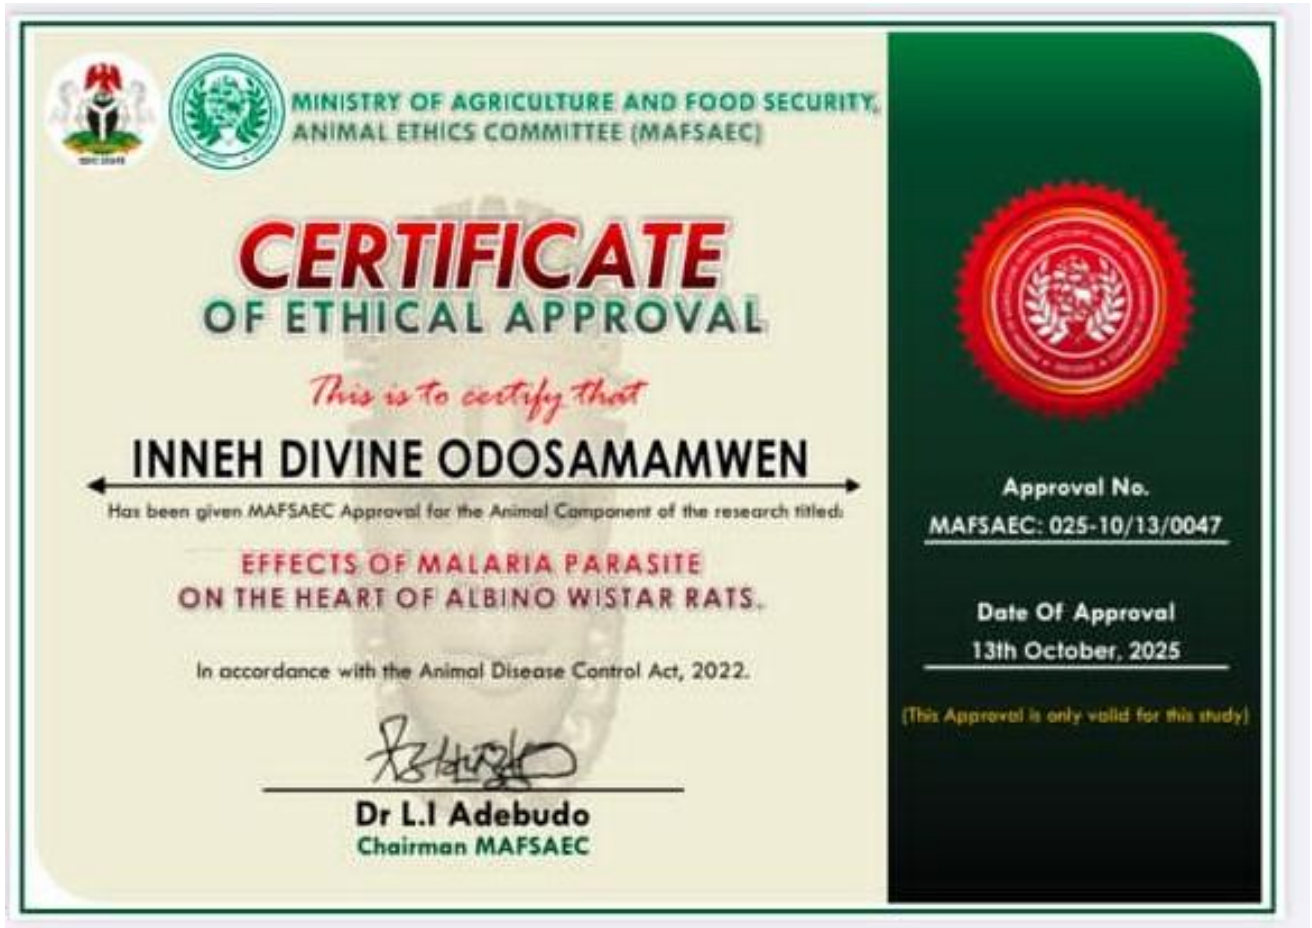 MINISTRY OF AGRICULTURE AND FOOD SECURITY,
ANIMAL ETHICS COMMITTEE (MAFSAEC)
CERTIFICATE
OF ETHICAL APPROVAL
This is to certify that
INNEH DIVINE ODOSAMAMWEN
Has been given MAFSAEC Approval for the Animal Component of the research titled:
EFFECTS OF MALARIA PARASITE
ON THE HEART OF ALBINO WISTAR RATS.
In accordance with the Animal Disease Control Act, 2022.
Dr L.I Adebudo
Chairman MAFSAEC
Approval No.
MAFSAEC: 025-10/13/0047
Date Of Approval
13th October, 2025
(This Approval is only valid for this study)